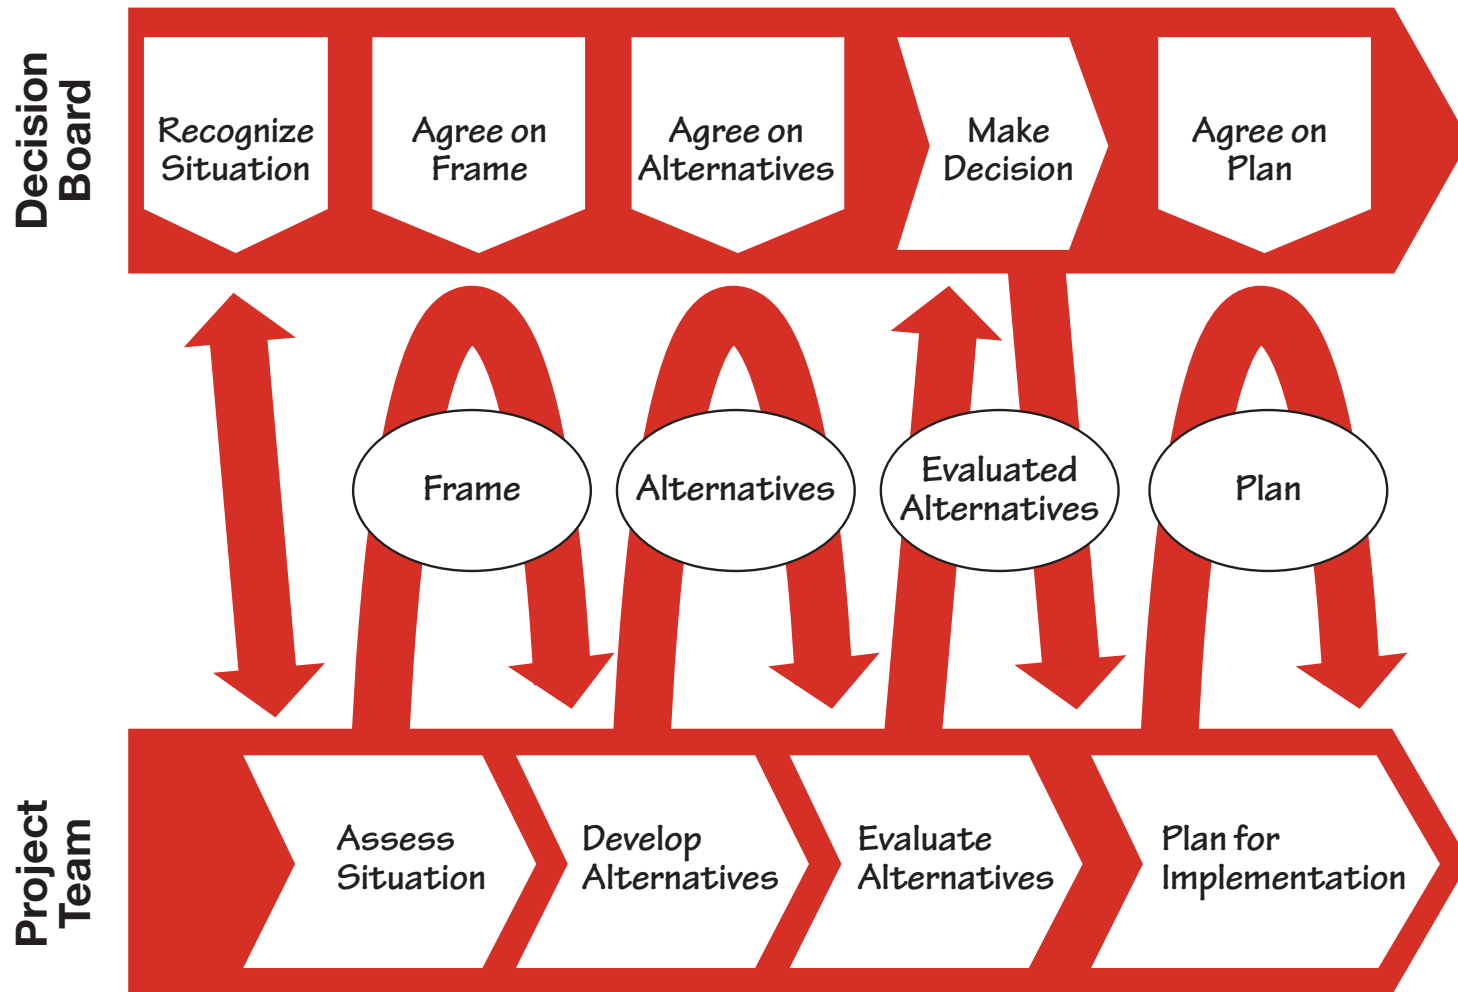 Decision
Board
Recognize
Situation
Agree on
Frame
Agree on
Alternatives
Make
Decision
Agree on
Plan
Frame
Alternatives
Evaluated
Alternatives
Plan
Project
Team
Assess
Situation
Develop
Alternatives
Evaluate
Alternatives
Plan for
Implementation